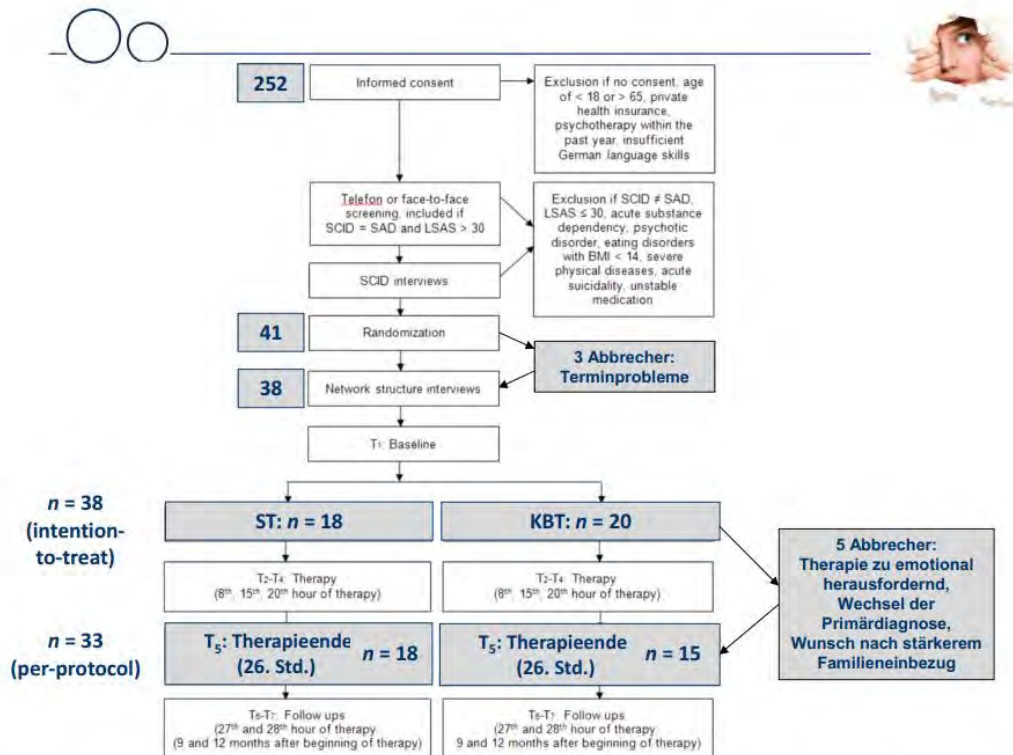 252
Informed consent
Exclusion if no consent, age
of < 18 or > 65, private
health insurance,
psychotherapy within the
past year, insufficient
German language skills
Telefon or face-to-face
screening, included if
SCID = SAD and LSAS > 30
Exclusion if SCID ≠ SAD,
LSAS ≤ 30, acute substance
dependency, psychotic
disorder, eating disorders
with BMI < 14, severe
physical diseases, acute
suicidality, unstable
medication
SCID interviews
41
Randomization
3 Abbrecher:
Terminprobleme
38
Network structure interviews
T1: Baseline
n = 38
(intention-
to-treat)
ST: n = 18
KBT: n = 20
5 Abbrecher:
Therapie zu emotional
herausfordernd,
Wechsel der
Primärdiagnose,
Wunsch nach stärkerem
Familieneinbezug
T2-T4: Therapy
(8th, 15th, 20th hour of therapy)
T2-T4: Therapy
(8th, 15th, 20th hour of therapy)
n = 33
(per-protocol)
T5: Therapieende
(26. Std.) n = 18
T5: Therapieende
(26. Std.) n = 15
T6-T7: Follow ups
(27th and 28th hour of therapy
(9 and 12 months after beginning of therapy)
T6-T7: Follow ups
(27th and 28th hour of therapy
9 and 12 months after beginning of therapy)